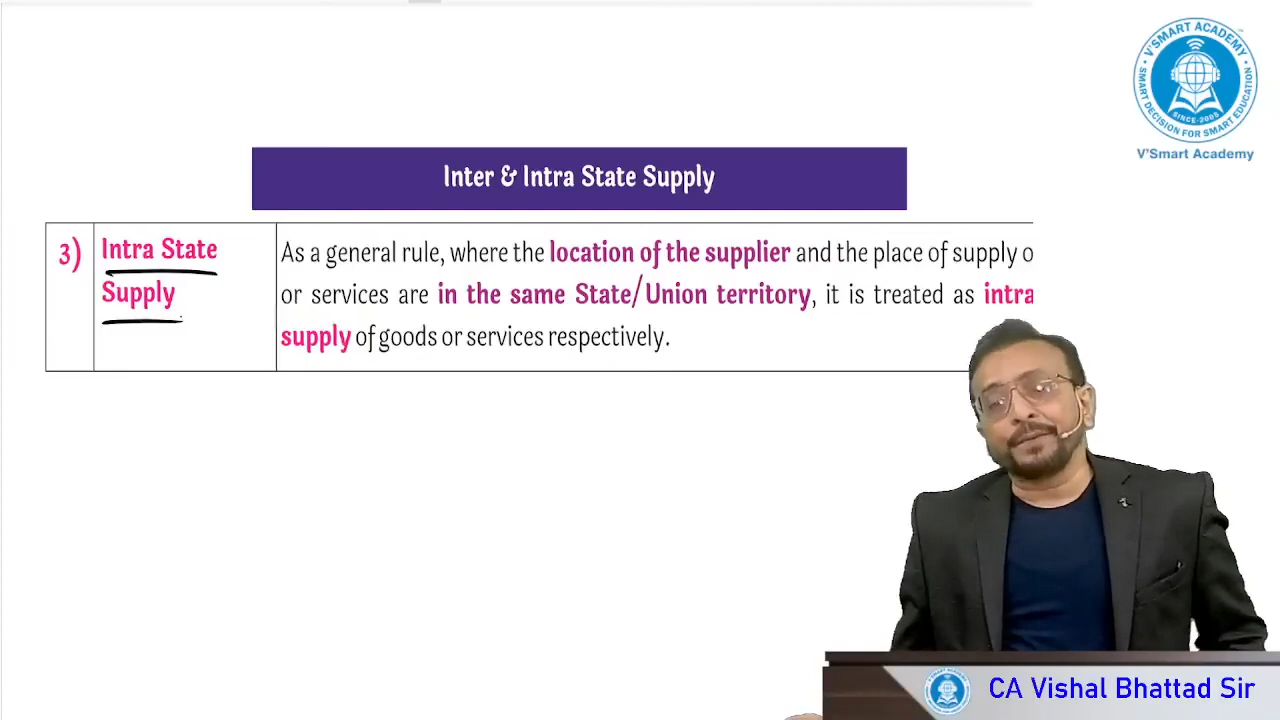 V'SMART ACADEMY
SMART DECISION FOR SMART EDUCATION
SINCE-2005
V'Smart Academy
Inter & Intra State Supply
3)
Intra State
Supply
As a general rule, where the location of the supplier and the place of supply o
or services are in the same State/Union territory, it is treated as intra
supply of goods or services respectively.
CA Vishal Bhattad Sir